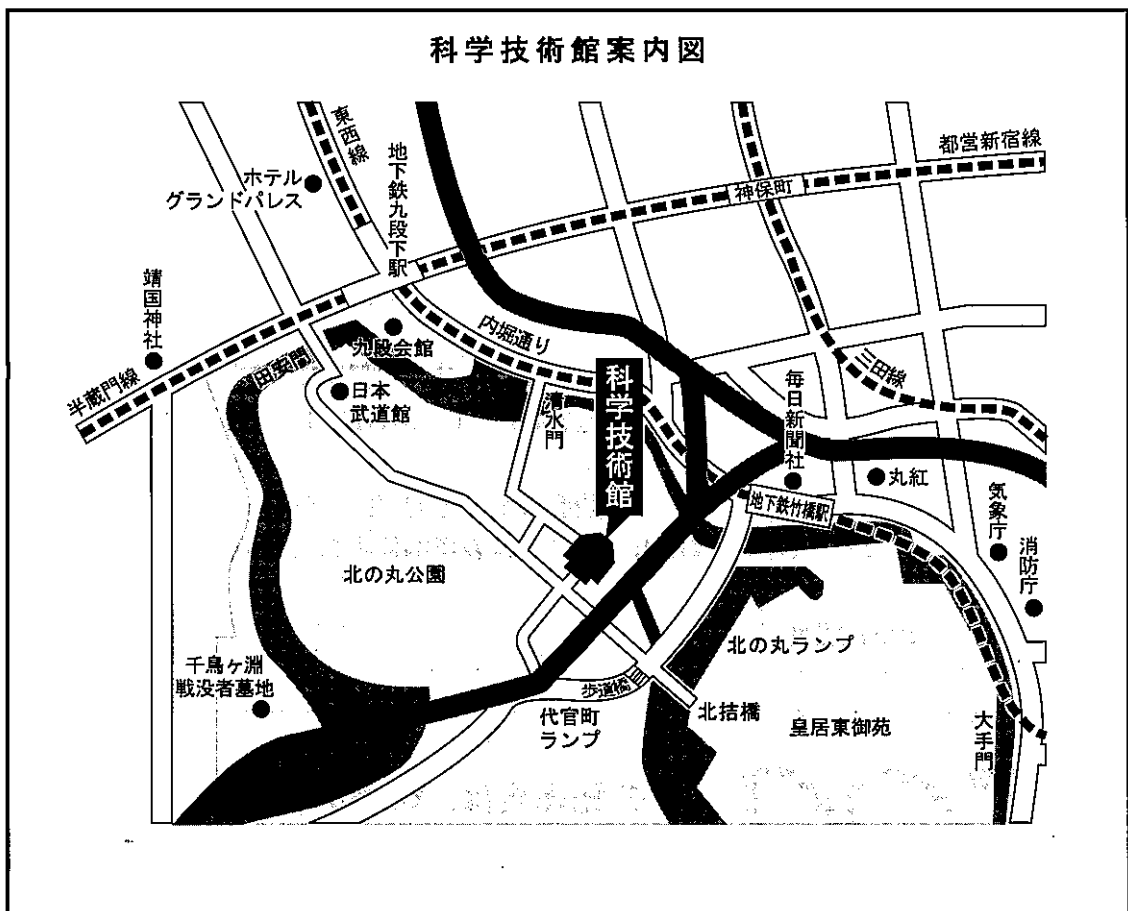 科学技術館案内図
東西線
都営新宿線
地下鉄九段下駅
ホテル
グランドパレス
神保町
靖国神社
内堀通り
九段会館
田安門
三田線
科学技術館
毎日新聞社
半蔵門線
日本
武道館
清水門
丸紅
地下鉄竹橋駅
気象庁
消防庁
北の丸公園
北の丸ランプ
千鳥ヶ淵
戦没者墓地
歩道橋
北拮橋
代官町
ランプ
皇居東御苑
大手門